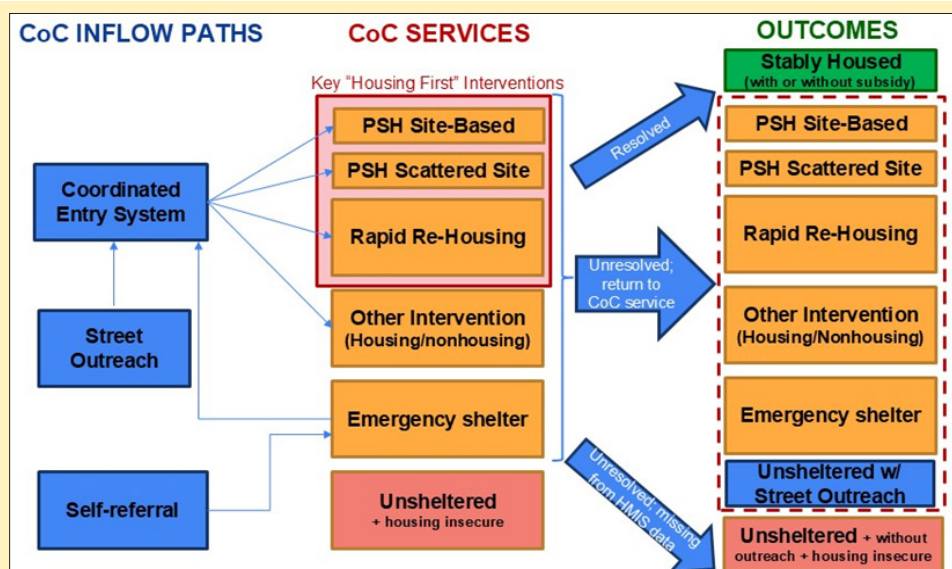 CoC INFLOW PATHS
Coordinated
Entry System
Street
Outreach
Self-referral
CoC SERVICES
Key "Housing First" Interventions
PSH Site-Based
PSH Scattered Site
Rapid Re-Housing
Other Intervention
(Housing/nonhousing)
Emergency shelter
Unsheltered
+ housing insecure
Resolved
Unresolved;
return to
CoC service
Unresolved; missing
from HMIS data
OUTCOMES
Stably Housed
(with or without subsidy)
PSH Site-Based
PSH Scattered Site
Rapid Re-Housing
Other Intervention
(Housing/Nonhousing)
Emergency shelter
Unsheltered w/
Street Outreach
Unsheltered + without
outreach + housing insecure